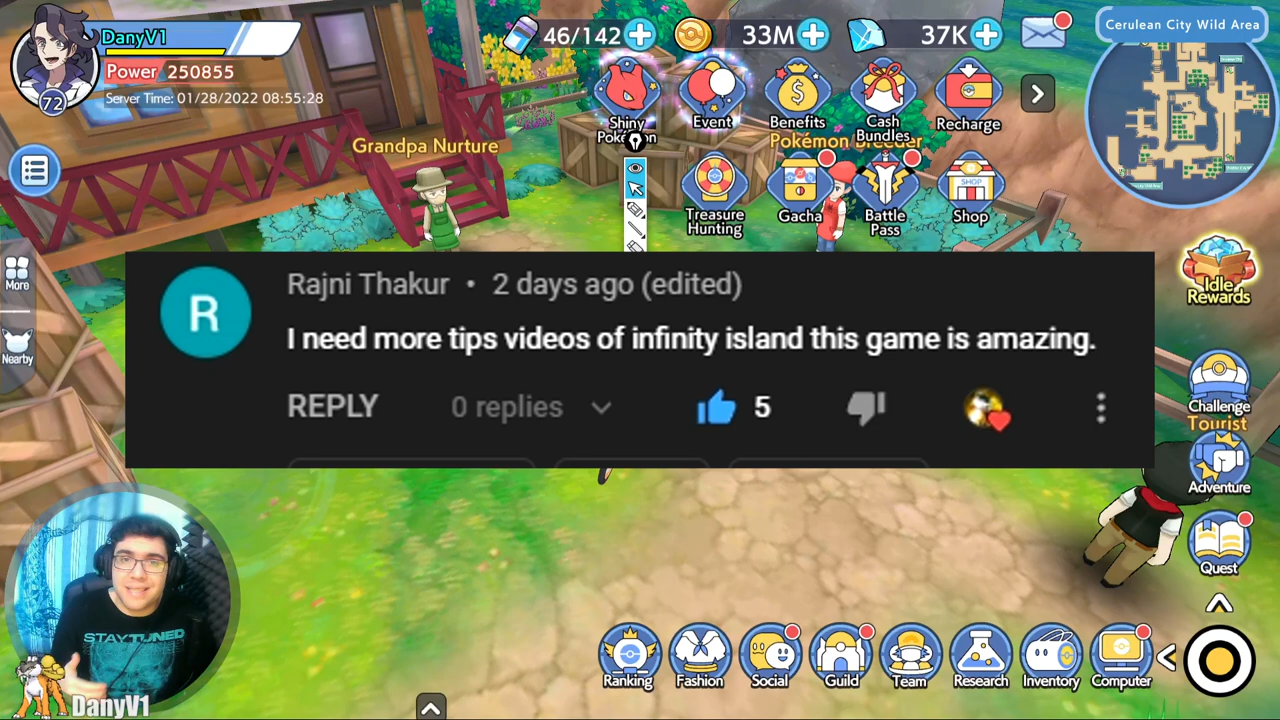 DanyV1
Power 250855
72
Server Time: 01/28/2022 08:55:28
46/142
33M
37K
Cerulean City Wild Area
Shiny Pokémon
Event
Benefits
Cash Bundles
Recharge
Grandpa Nurture
Pokémon Breeder
Treasure Hunting
Gacha
Battle Pass
SHOP
Shop
More
Nearby
Idle Rewards
Rajni Thakur • 2 days ago (edited)
R
I need more tips videos of infinity island this game is amazing.
REPLY 0 replies 5
Challenge
Tourist
Adventure
Quest
STAY TUNED
DanyV1
Ranking
Fashion
Social
Guild
Team
Research
Inventory
Computer